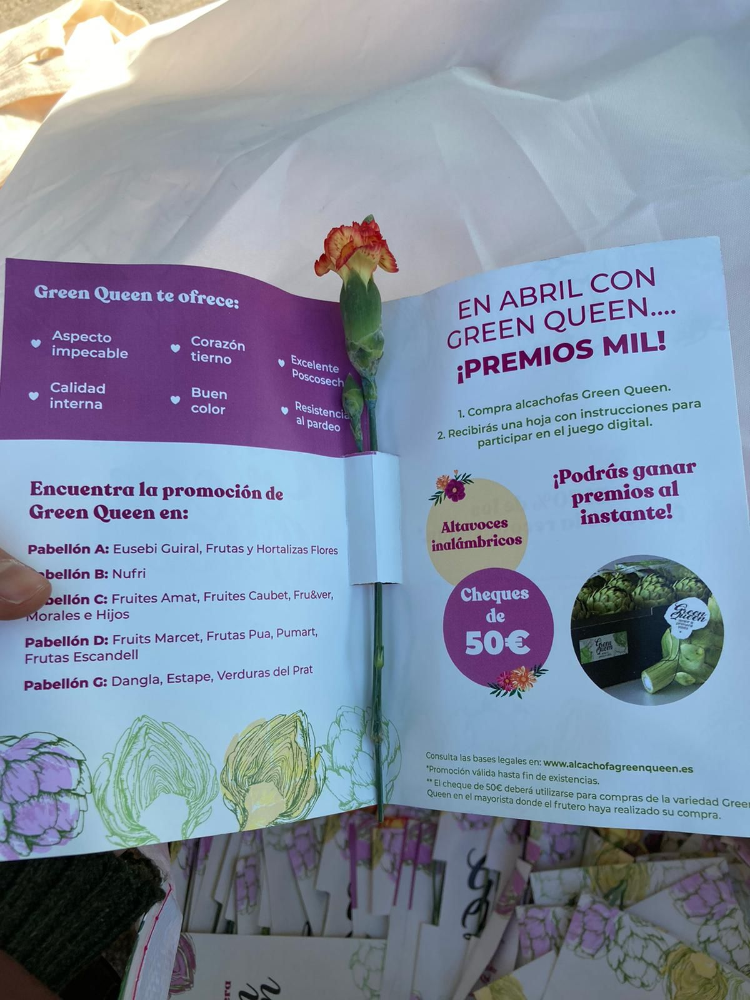 Green Queen te ofrece:
Aspecto
impecable
Corazón
tierno
Excelente
Poscosech
Calidad
interna
Buen
color
Resistencia
al pardeo
Encuentra la promoción de
Green Queen en:
Pabellón A: Eusebi Guiral, Frutas y Hortalizas Flores
abellón B: Nufri
bellón C: Fruites Amat, Fruites Caubet, Fru&ver,
Morales e Hijos
Pabellón D: Fruits Marcet, Frutas Pua, Pumart,
Frutas Escandell
Pabellón G: Dangla, Estape, Verduras del Prat
EN ABRIL CON
GREEN QUEEN....
¡PREMIOS MIL!
1. Compra alcachofas Green Queen.
2. Recibirás una hoja con instrucciones para
participar en el juego digital.
¡Podrás ganar
premios al
instante!
Altavoces
inalámbricos
Cheques
de
50€
Green
Queen
Green
Queen
Consulta las bases legales en: www.alcachofagreenqueen.es
*Promoción válida hasta fin de existencias.
** El cheque de 50€ deberá utilizarse para compras de la variedad Green
Queen en el mayorista donde el frutero haya realizado su compra.